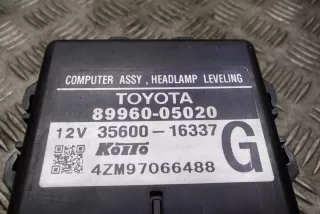 COMPUTER ASSY, HEADLAMP LEVELING
TOYOTA
89960-05020
12V 35600-16337
KOITO
G
4ZM97066488